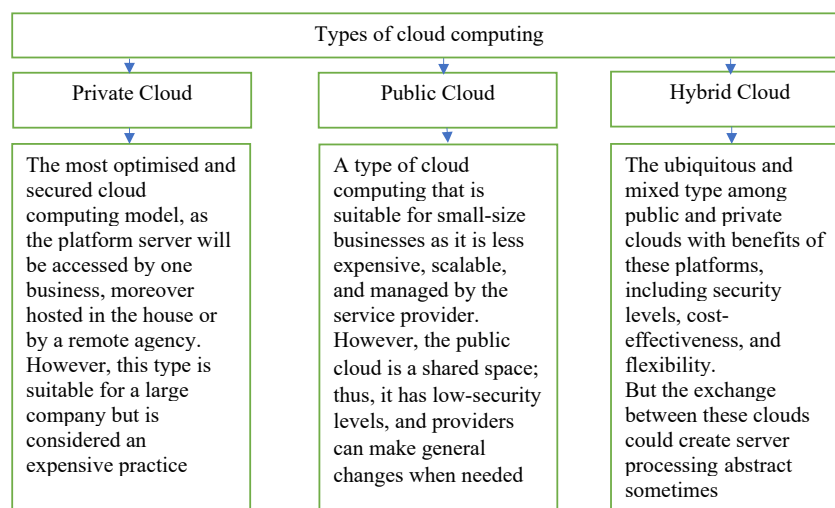 Types of cloud computing
Private Cloud
Public Cloud
Hybrid Cloud
The most optimised and
secured cloud
computing model, as
the platform server will
be accessed by one
business, moreover
hosted in the house or
by a remote agency.
However, this type is
suitable for a large
company but is
considered an
expensive practice
A type of cloud
computing that is
suitable for small-size
businesses as it is less
expensive, scalable,
and managed by the
service provider.
However, the public
cloud is a shared space;
thus, it has low-security
levels, and providers
can make general
changes when needed
The ubiquitous and
mixed type among
public and private
clouds with benefits of
these platforms,
including security
levels, cost-
effectiveness, and
flexibility.
But the exchange
between these clouds
could create server
processing abstract
sometimes